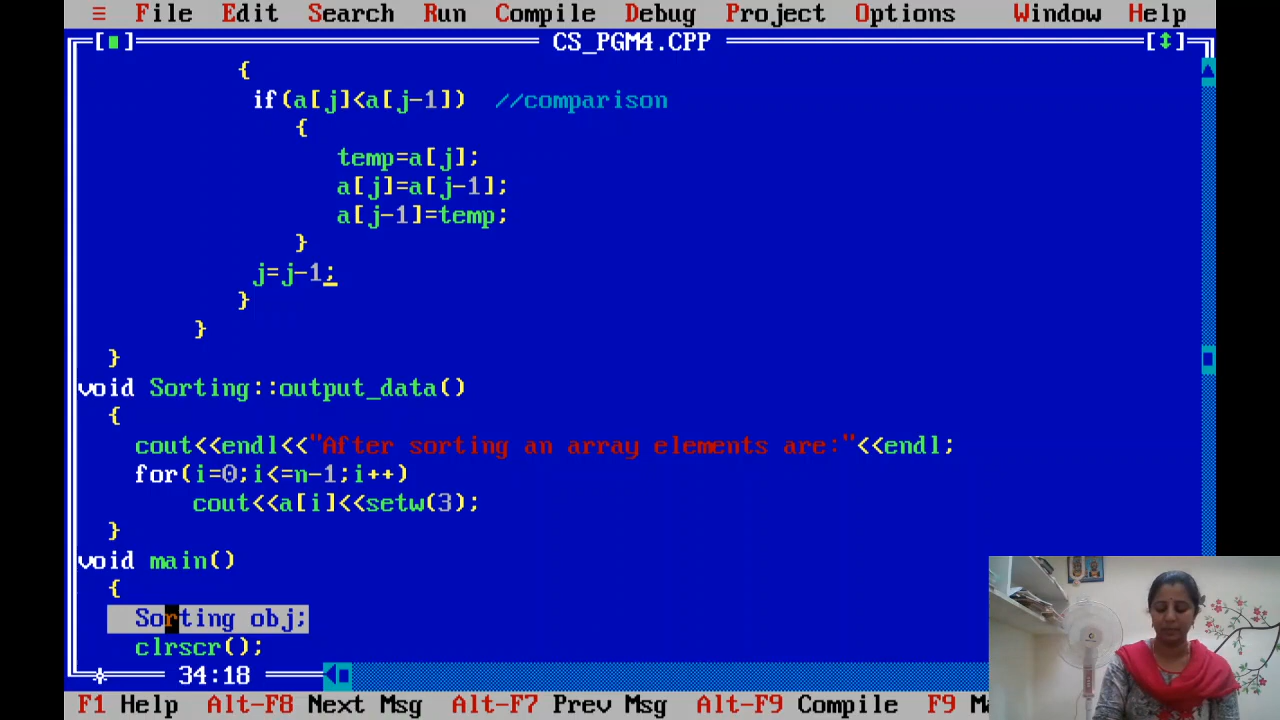 ≡ File Edit Search Run Compile Debug Project Options Window Help
[■] CS_PGM4.CPP [↕]
{
if(a[j]<a[j-1]) //comparison
{
temp=a[j];
a[j]=a[j-1];
a[j-1]=temp;
}
j=j-1;
}
}
}
void Sorting::output_data()
{
cout<<endl<<"After sorting an array elements are:"<<endl;
for(i=0;i<=n-1;i++)
cout<<a[i]<<setw(3);
}
void main()
{
Sorting obj;
clrscr();
34:18
F1 Help Alt-F8 Next Msg Alt-F7 Prev Msg Alt-F9 Compile F9